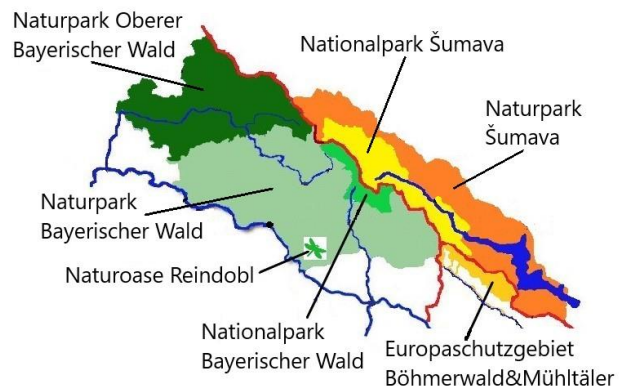 Naturpark Oberer
Bayerischer Wald
Nationalpark Šumava
Naturpark
Šumava
Naturpark
Bayerischer Wald
Naturoase Reindobl
Nationalpark
Bayerischer Wald
Europaschutzgebiet
Böhmerwald&Mühltäler